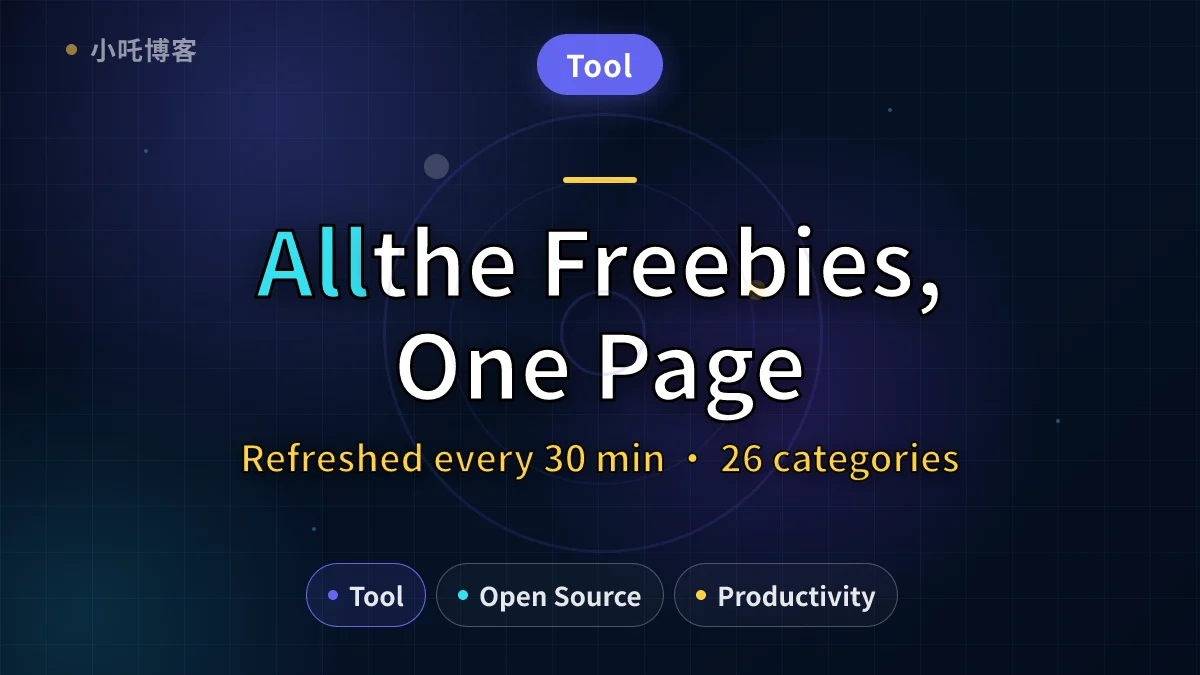 小吒博客
Tool
Allthe Freebies,
One Page
Refreshed every 30 min • 26 categories
Tool
Open Source
Productivity